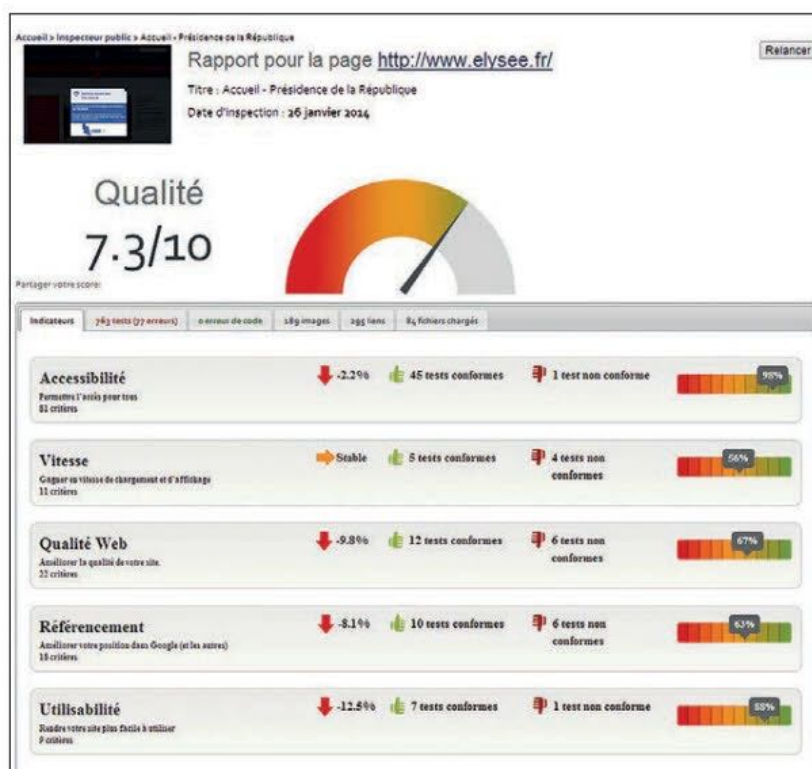 Accueil > Inspecteur public > Accueil - Présidence de la République
Rapport pour la page http://www.elysee.fr/
Relancer
Titre : Accueil - Présidence de la République
Date d'inspection : 26 janvier 2014
Qualité
7.3/10
Partager votre score:
Indicateurs
763 tests (77 erreurs)
0 erreur de code
189 images
295 liens
84 fichiers chargés
Accessibilité
Permettre l'accès pour tous
81 critères
-2.2%
45 tests conformes
1 test non conforme
98%
Vitesse
Gagner en vitesse de chargement et d'affichage
11 critères
Stable
5 tests conformes
4 tests non
conformes
56%
Qualité Web
Améliorer la qualité de votre site.
22 critères
-9.8%
12 tests conformes
6 tests non
conformes
67%
Référencement
Améliorer votre position dans Google (et les autres)
18 critères
-8.1%
10 tests conformes
6 tests non
conformes
63%
Utilisabilité
Rendre votre site plus facile à utiliser
9 critères
-12.5%
7 tests conformes
1 test non conforme
88%